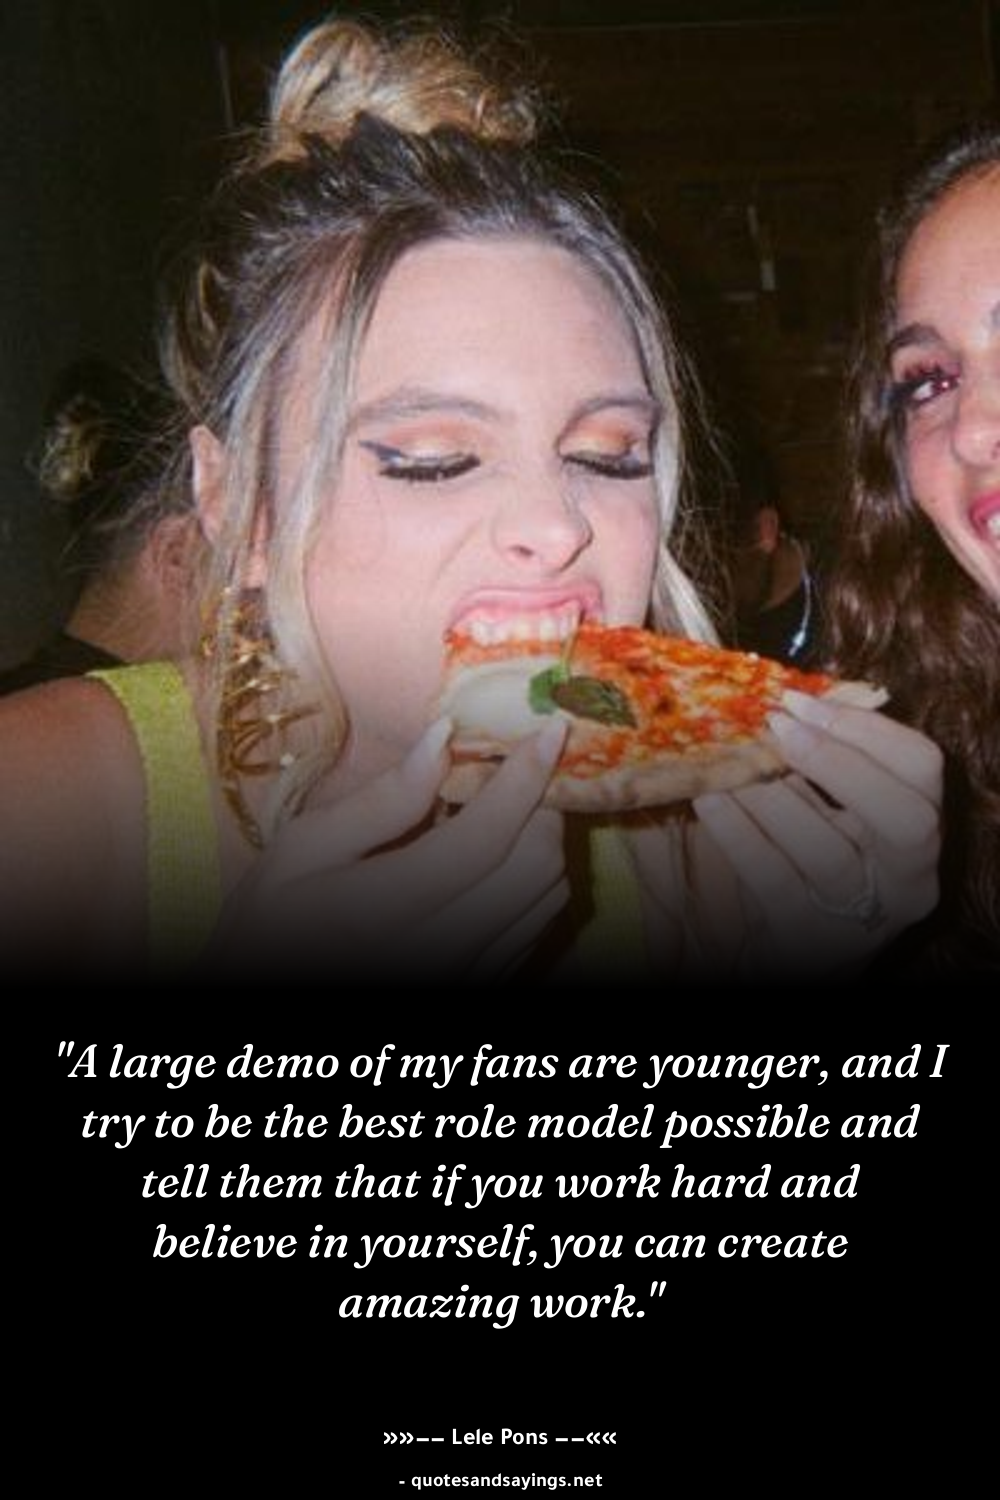 "A large demo of my fans are younger, and I
try to be the best role model possible and
tell them that if you work hard and
believe in yourself, you can create
amazing work."
»»−− Lele Pons −−««
- quotesandsayings.net